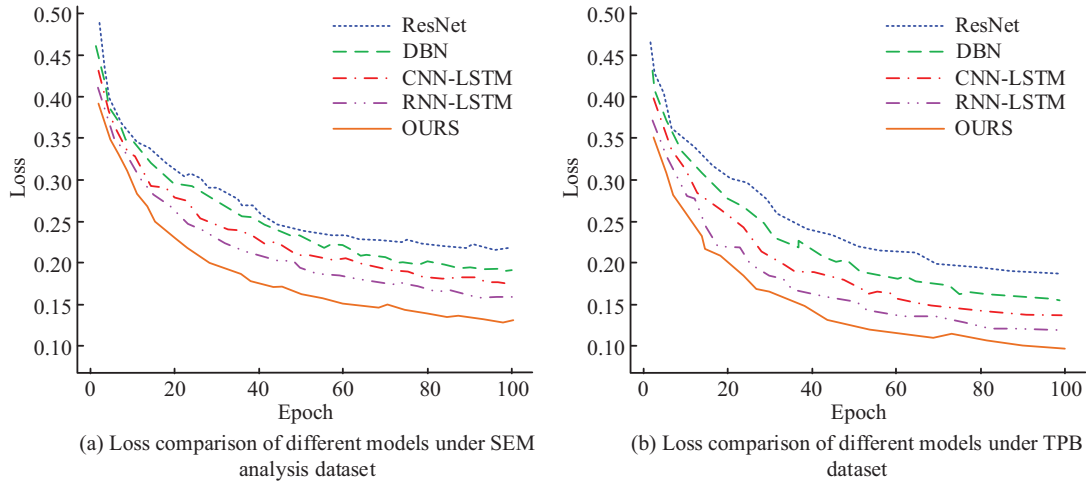 0.50
0.45
0.40
0.35
0.30
0.25
0.20
0.15
0.10
Loss
ResNet
DBN
CNN-LSTM
RNN-LSTM
OURS
0 20 40 60 80 100
Epoch
(a) Loss comparison of different models under SEM
analysis dataset
0.50
0.45
0.40
0.35
0.30
0.25
0.20
0.15
0.10
Loss
ResNet
DBN
CNN-LSTM
RNN-LSTM
OURS
0 20 40 60 80 100
Epoch
(b) Loss comparison of different models under TPB
dataset